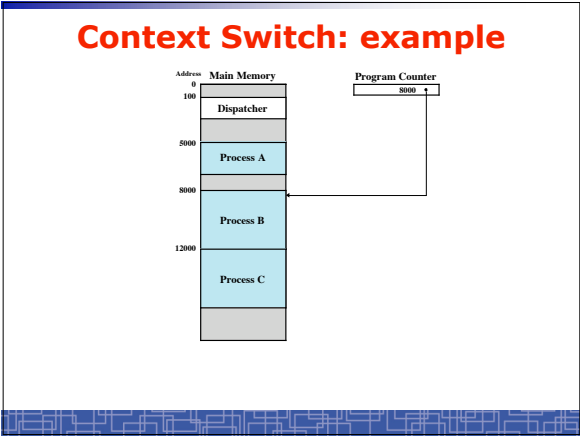 Context Switch: example
Address Main Memory Program Counter
0
8000
100
Dispatcher
5000
Process A
8000
Process B
12000
Process C